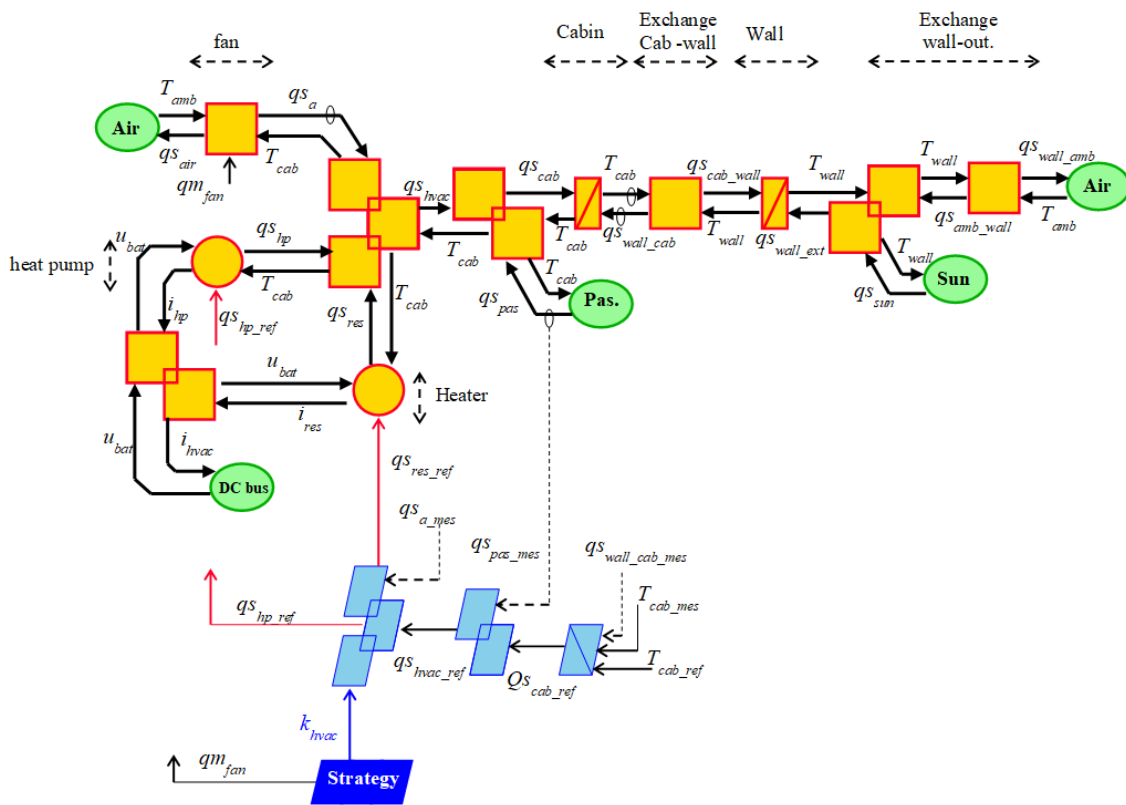 Cabin
Exchange
Cab -wall
Wall
Exchange
wall-out.
fan
T_amb
qs_a
Air
qs_air
T_cab
qm_fan
qs_hvac
qs_cab
T_cab
qs_cab_wall
T_wall
T_wall
qs_wall_amb
Air
T_cab
T_cab
qs_wall_cab
T_wall
qs_wall_ext
qs_amb_wall
T_amb
u_bat
qs_hp
heat pump
T_cab
i_hp
qs_hp_ref
qs_res
T_cab
qs_pas
T_cab
Pas.
T_wall
qs_sun
Sun
u_bat
i_res
Heater
u_bat
i_hvac
DC bus
qs_res_ref
qs_a_mes
qs_pas_mes
qs_wall_cab_mes
T_cab_mes
qs_hp_ref
qs_hvac_ref
Qs_cab_ref
T_cab_ref
k_hvac
qm_fan
Strategy